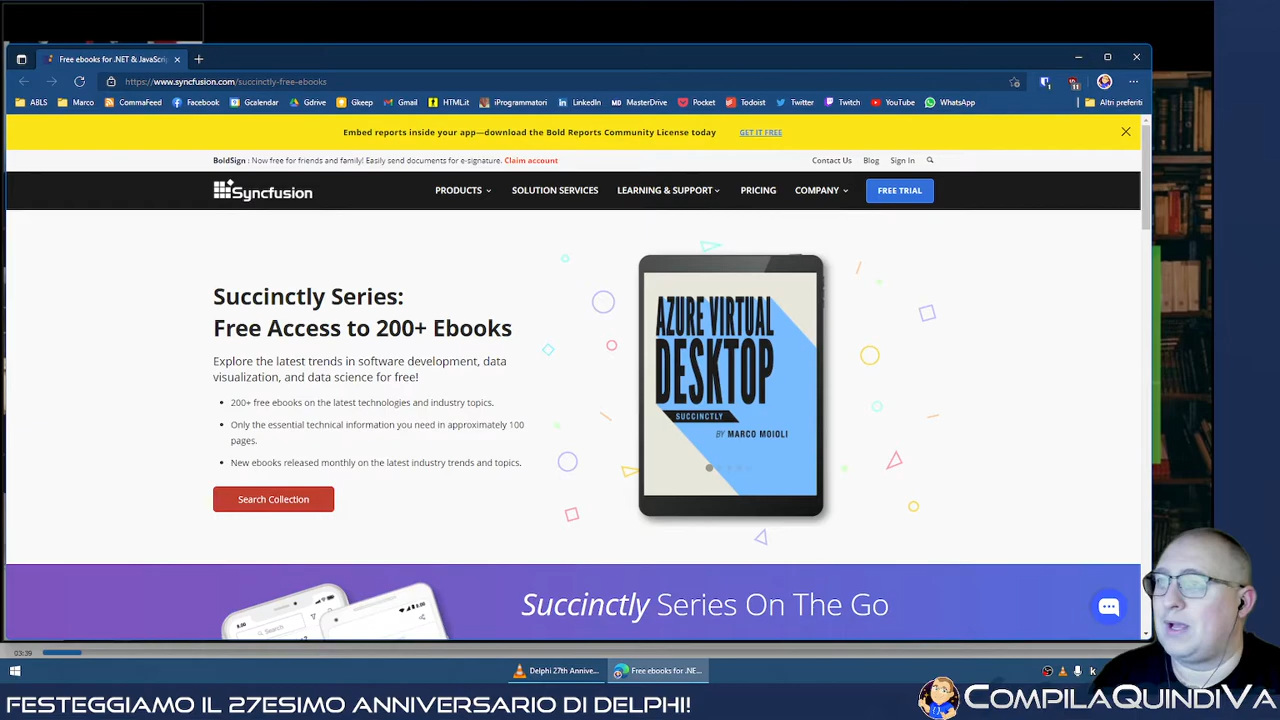 Free ebooks for .NET & JavaScri
https://www.syncfusion.com/succinctly-free-ebooks
11
ABLS Marco CommaFeed Facebook Gcalendar Gdrive Gkeep Gmail HTML.it iProgrammatori LinkedIn MasterDrive Pocket Todoist Twitter Twitch YouTube WhatsApp Altri preferiti
Embed reports inside your app—download the Bold Reports Community License today GET IT FREE
BoldSign : Now free for friends and family! Easily send documents for e-signature. Claim account
Contact Us Blog Sign In
Syncfusion
PRODUCTS SOLUTION SERVICES LEARNING & SUPPORT PRICING COMPANY FREE TRIAL
Succinctly Series:
Free Access to 200+ Ebooks
Explore the latest trends in software development, data
visualization, and data science for free!
200+ free ebooks on the latest technologies and industry topics.
Only the essential technical information you need in approximately 100
pages.
New ebooks released monthly on the latest industry trends and topics.
Search Collection
AZURE VIRTUAL
DESKTOP
SUCCINCTLY
BY MARCO MOIOLI
Succinctly Series On The Go
Search
03:39
Delphi 27th Annive...
Free ebooks for .NE...
FESTEGGIAMO IL 27ESIMO ANNIVERSARIO DI DELPHI!
COMPILAQUINDIVA